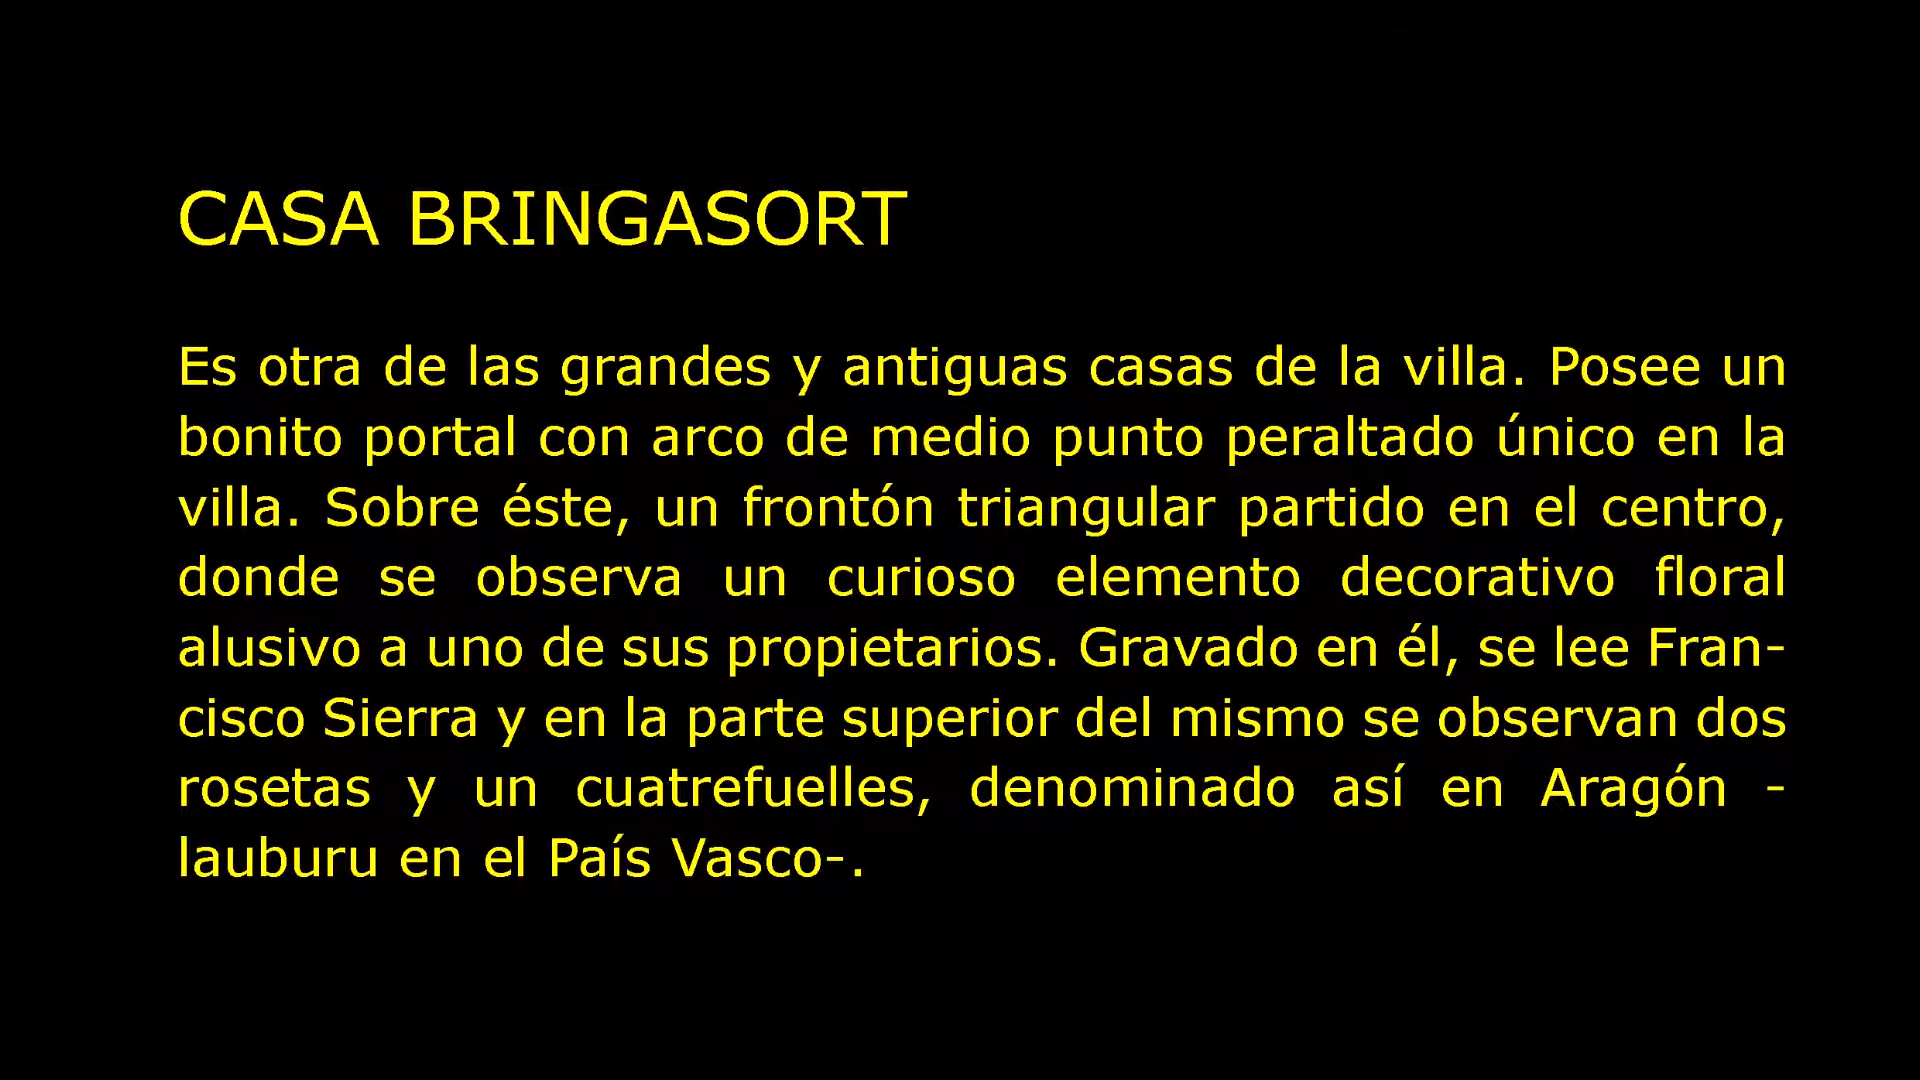 CASA BRINGASORT
Es otra de las grandes y antiguas casas de la villa. Posee un
bonito portal con arco de medio punto peraltado único en la
villa. Sobre éste, un frontón triangular partido en el centro,
donde se observa un curioso elemento decorativo floral
alusivo a uno de sus propietarios. Gravado en él, se lee Fran-
cisco Sierra y en la parte superior del mismo se observan dos
rosetas y un cuatrefuelles, denominado así en Aragón -
lauburu en el País Vasco-.